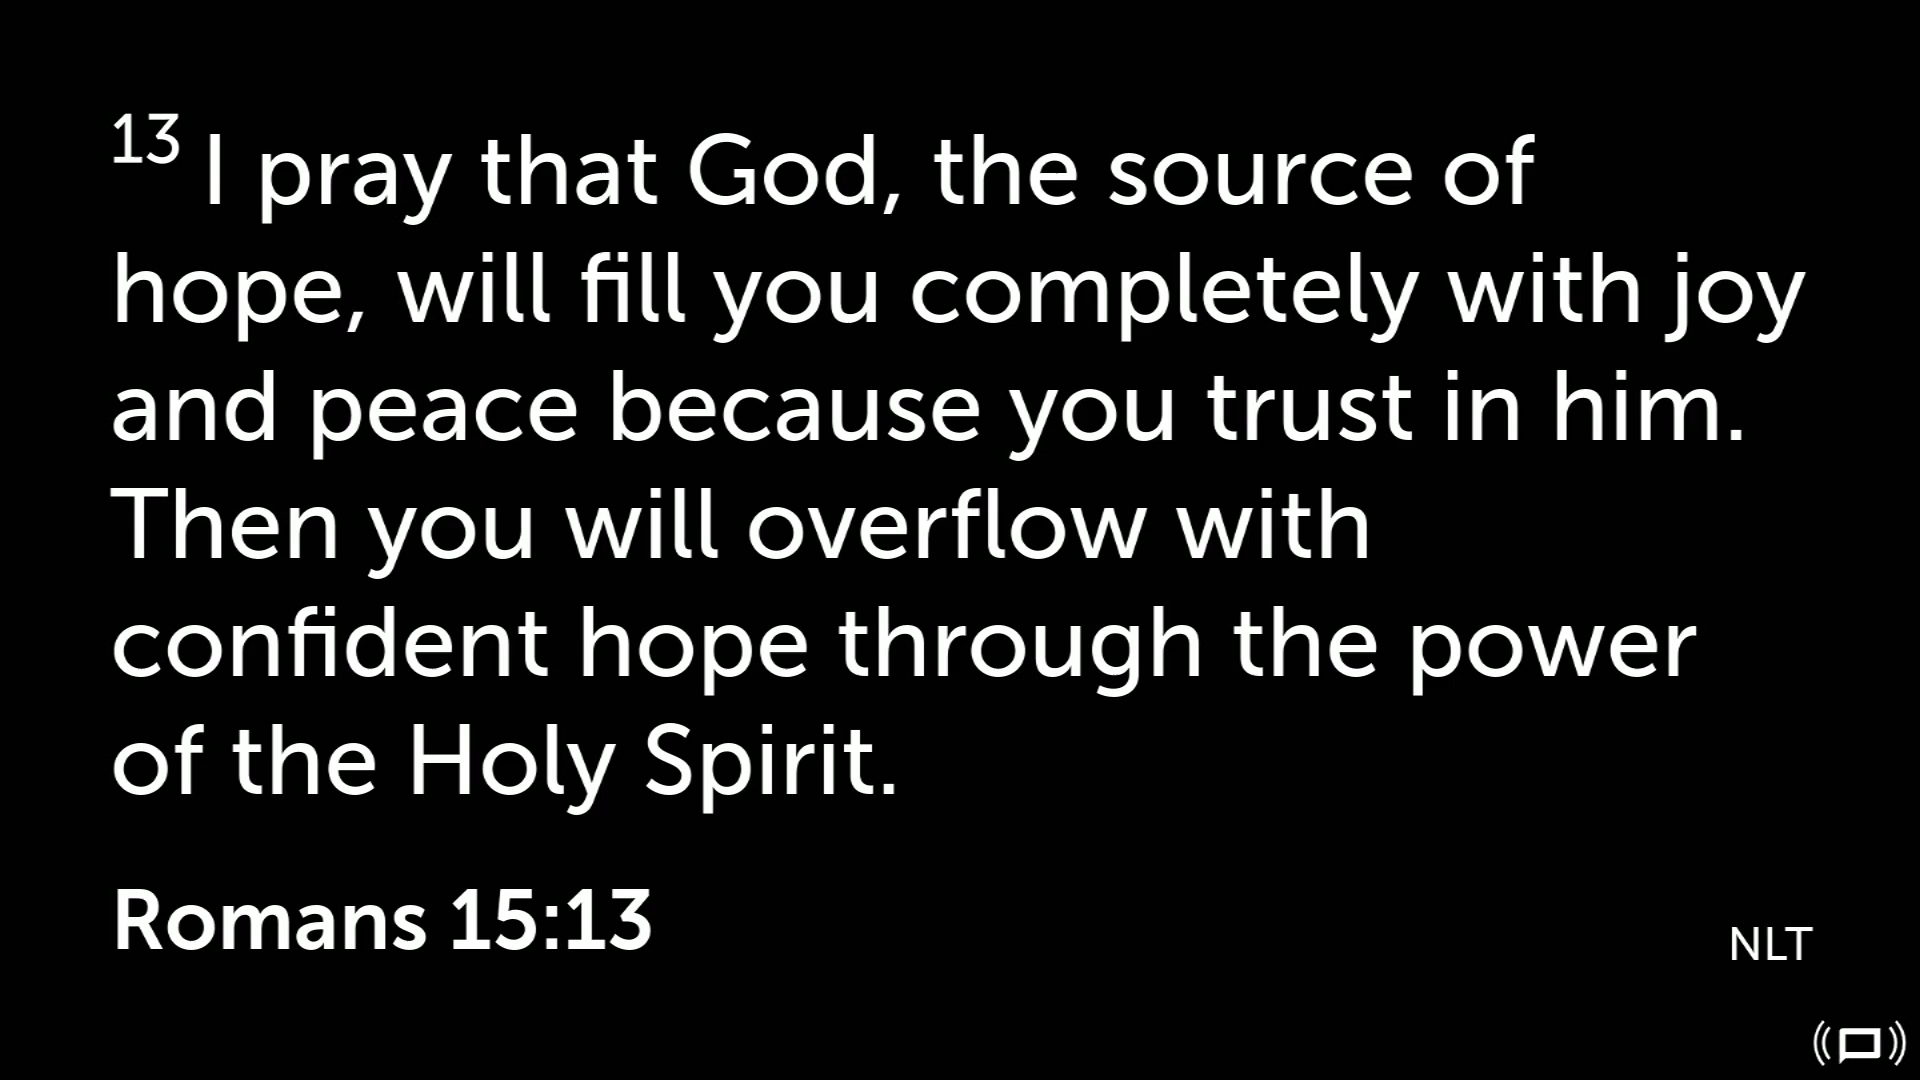 13 I pray that God, the source of
hope, will fill you completely with joy
and peace because you trust in him.
Then you will overflow with
confident hope through the power
of the Holy Spirit.
Romans 15:13
NLT